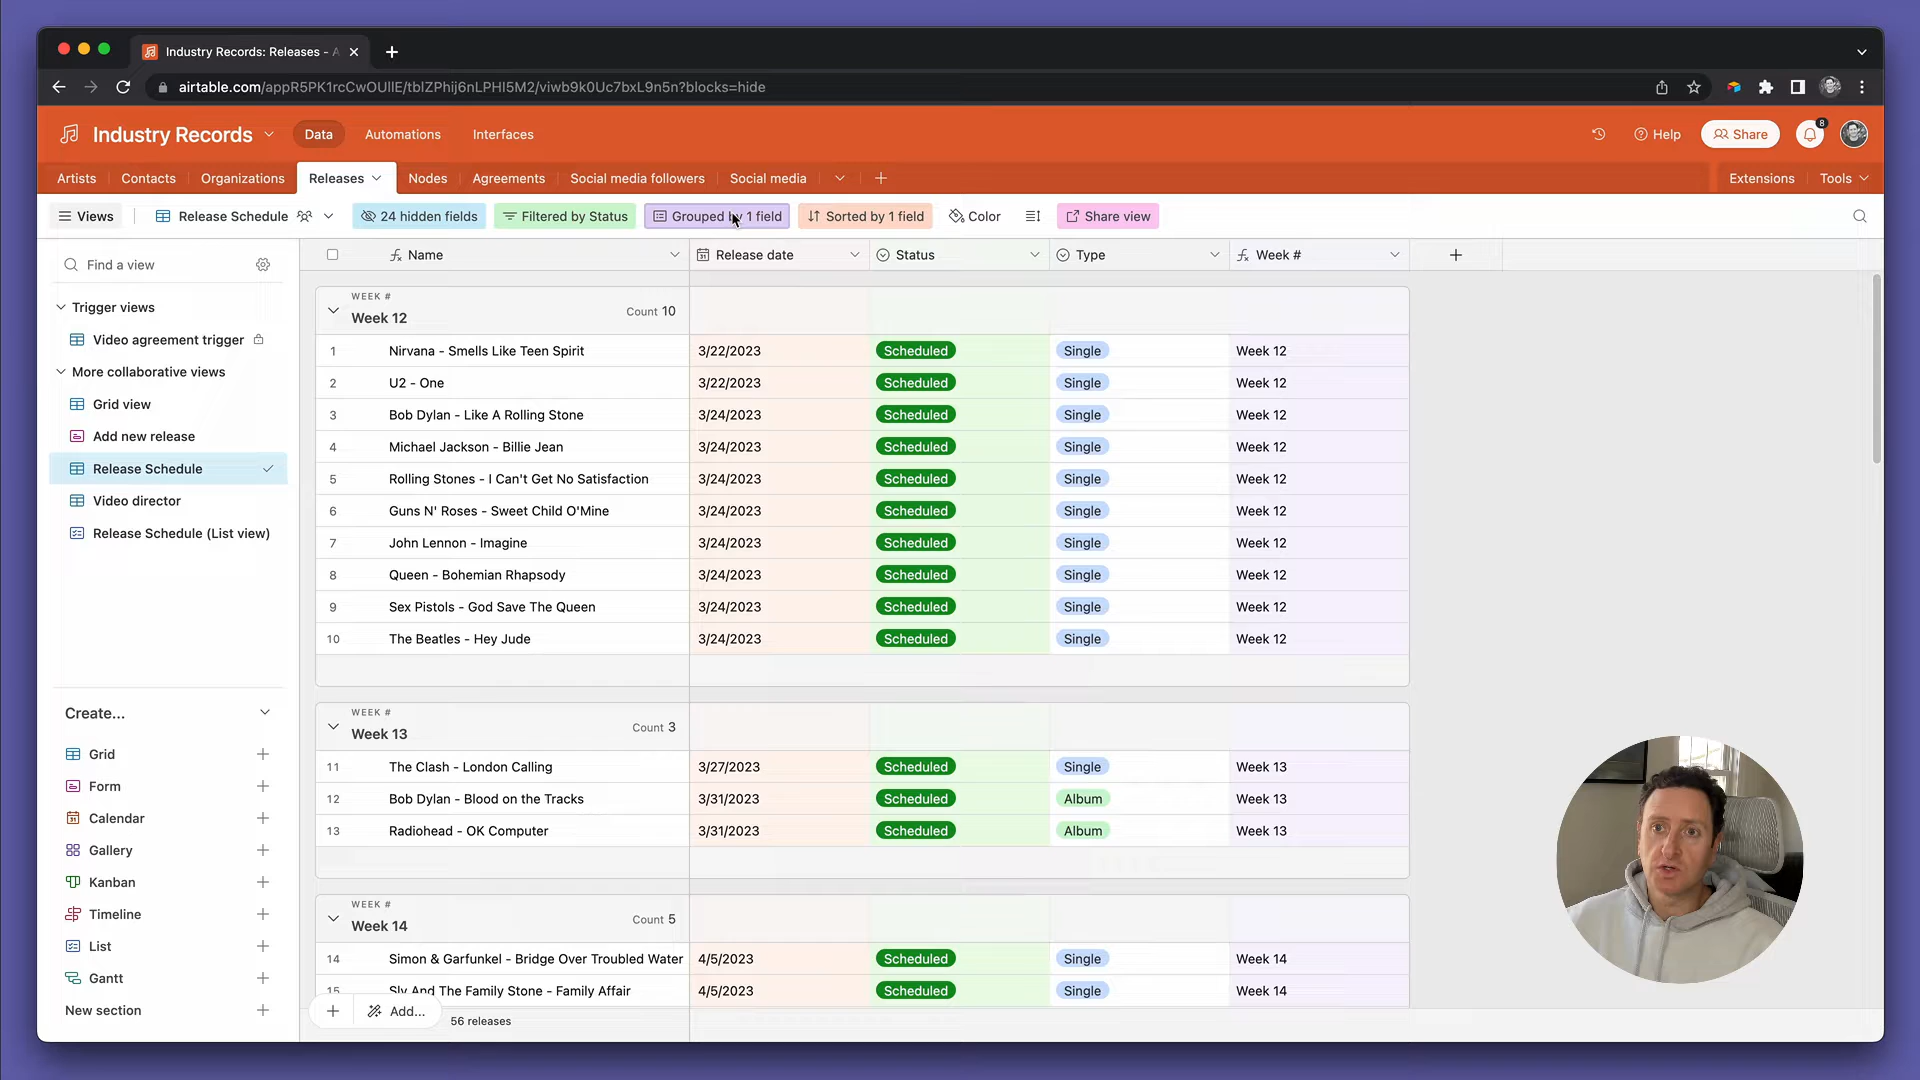 Industry Records: Releases - A
airtable.com/appR5PK1rcCwOUIlE/tblZPhij6nLPHI5M2/viwb9k0Uc7bxL9n5n?blocks=hide
Industry Records
Data
Automations
Interfaces
Help
Share
8
Artists
Contacts
Organizations
Releases
Nodes
Agreements
Social media followers
Social media
Extensions
Tools
Views
Release Schedule
24 hidden fields
Filtered by Status
Grouped by 1 field
Sorted by 1 field
Color
Share view
Find a view
Name
Release date
Status
Type
Week #
Trigger views
Video agreement trigger
More collaborative views
Grid view
Add new release
Release Schedule
Video director
Release Schedule (List view)
Create...
Grid
Form
Calendar
Gallery
Kanban
Timeline
List
Gantt
New section
WEEK #
Week 12 Count 10
1 Nirvana - Smells Like Teen Spirit 3/22/2023 Scheduled Single Week 12
2 U2 - One 3/22/2023 Scheduled Single Week 12
3 Bob Dylan - Like A Rolling Stone 3/24/2023 Scheduled Single Week 12
4 Michael Jackson - Billie Jean 3/24/2023 Scheduled Single Week 12
5 Rolling Stones - I Can't Get No Satisfaction 3/24/2023 Scheduled Single Week 12
6 Guns N' Roses - Sweet Child O'Mine 3/24/2023 Scheduled Single Week 12
7 John Lennon - Imagine 3/24/2023 Scheduled Single Week 12
8 Queen - Bohemian Rhapsody 3/24/2023 Scheduled Single Week 12
9 Sex Pistols - God Save The Queen 3/24/2023 Scheduled Single Week 12
10 The Beatles - Hey Jude 3/24/2023 Scheduled Single Week 12
WEEK #
Week 13 Count 3
11 The Clash - London Calling 3/27/2023 Scheduled Single Week 13
12 Bob Dylan - Blood on the Tracks 3/31/2023 Scheduled Album Week 13
13 Radiohead - OK Computer 3/31/2023 Scheduled Album Week 13
WEEK #
Week 14 Count 5
14 Simon & Garfunkel - Bridge Over Troubled Water 4/5/2023 Scheduled Single Week 14
15 Sly And The Family Stone - Family Affair 4/5/2023 Scheduled Single Week 14
Add...
56 releases